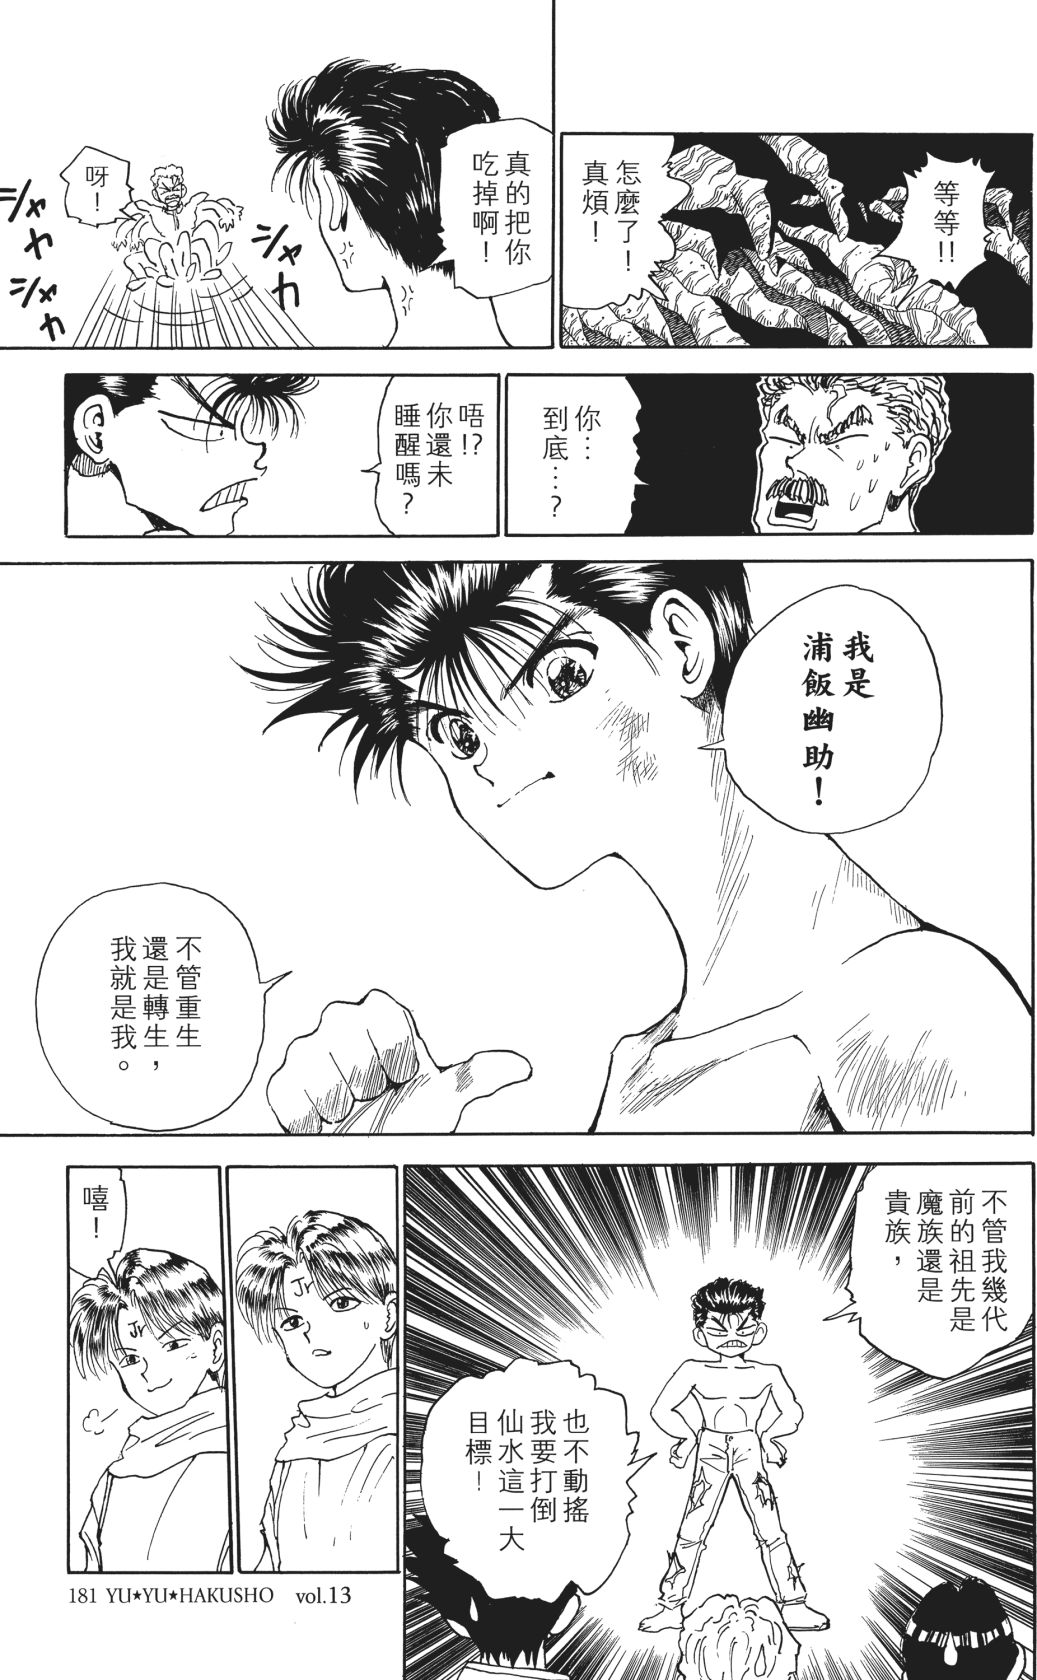 等等!!
怎麼了!
真煩!
真的把你
吃掉啊!
シャカ
呀!
シャカ
シャカ
你…
到底…?
唔!?
你還未
睡醒嗎?
我是
浦飯幽助!
不管重生
還是轉生,
我就是我。
不管我幾代
前的祖先是
魔族還是
貴族,
也不動搖
我要打倒
仙水這一大
目標!
Jr
嘻!
Jr
181 YU★YU★HAKUSHO vol.13